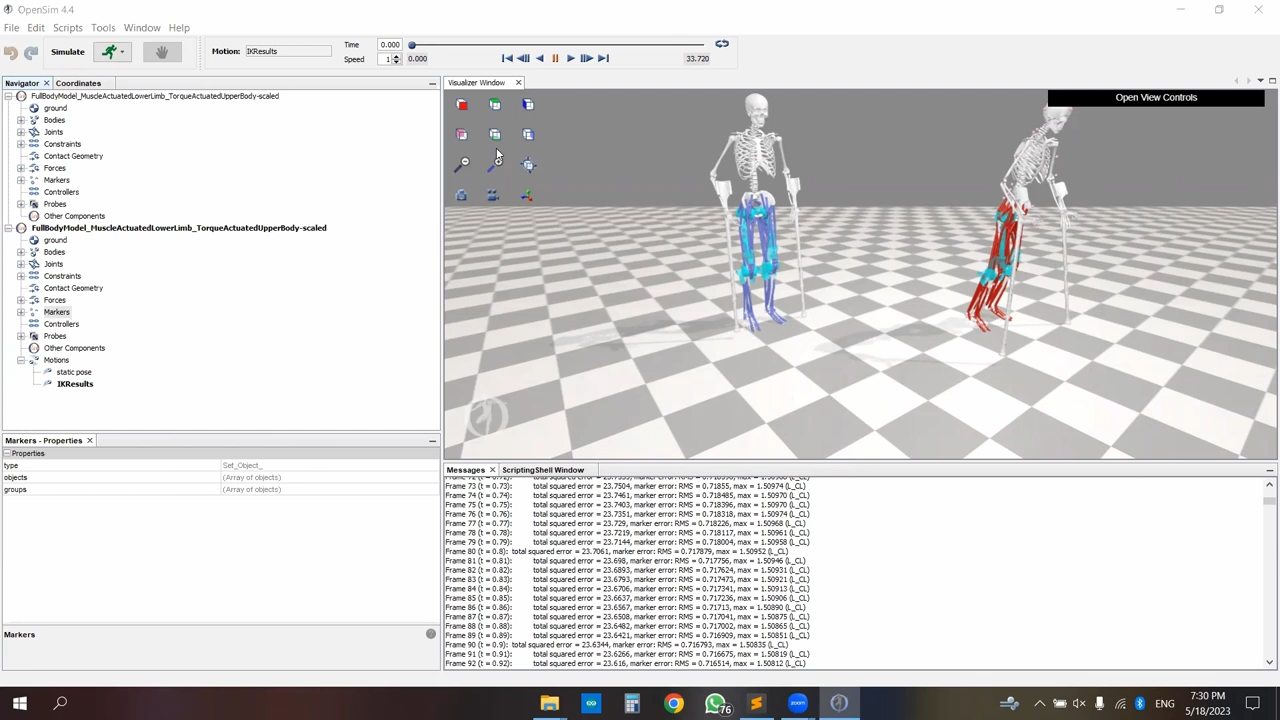 OpenSim 4.4
File Edit Scripts Tools Window Help
Simulate
Motion: IKResults
Time 0.000
Speed 1 0.000 33.720
Navigator Coordinates
Visualizer Window
FullBodyModel_MuscleActuatedLowerLimb_TorqueActuatedUpperBody-scaled
ground
Bodies
Joints
Constraints
Contact Geometry
Forces
Markers
Controllers
Probes
Other Components
FullBodyModel_MuscleActuatedLowerLimb_TorqueActuatedUpperBody-scaled
ground
Bodies
Joints
Constraints
Contact Geometry
Forces
Markers
Controllers
Probes
Other Components
Motions
static pose
IKResults
Open View Controls
Markers - Properties
Properties
type Set_Object_
objects (Array of objects)
groups (Array of objects)
Markers
Messages ScriptingShell Window
Frame 73 (t = 0.73): total squared error = 23.7504, marker error: RMS = 0.71855, max = 1.50974 (L_CL)
Frame 74 (t = 0.74): total squared error = 23.7461, marker error: RMS = 0.718485, max = 1.50970 (L_CL)
Frame 75 (t = 0.75): total squared error = 23.7403, marker error: RMS = 0.718396, max = 1.50970 (L_CL)
Frame 76 (t = 0.76): total squared error = 23.7351, marker error: RMS = 0.718318, max = 1.50974 (L_CL)
Frame 77 (t = 0.77): total squared error = 23.729, marker error: RMS = 0.718226, max = 1.50968 (L_CL)
Frame 78 (t = 0.78): total squared error = 23.7219, marker error: RMS = 0.718117, max = 1.50961 (L_CL)
Frame 79 (t = 0.79): total squared error = 23.7144, marker error: RMS = 0.718004, max = 1.50958 (L_CL)
Frame 80 (t = 0.8): total squared error = 23.7061, marker error: RMS = 0.717879, max = 1.50952 (L_CL)
Frame 81 (t = 0.81): total squared error = 23.698, marker error: RMS = 0.717756, max = 1.50946 (L_CL)
Frame 82 (t = 0.82): total squared error = 23.6893, marker error: RMS = 0.717624, max = 1.50931 (L_CL)
Frame 83 (t = 0.83): total squared error = 23.6793, marker error: RMS = 0.717473, max = 1.50921 (L_CL)
Frame 84 (t = 0.84): total squared error = 23.6706, marker error: RMS = 0.717341, max = 1.50913 (L_CL)
Frame 85 (t = 0.85): total squared error = 23.6637, marker error: RMS = 0.717236, max = 1.50906 (L_CL)
Frame 86 (t = 0.86): total squared error = 23.6567, marker error: RMS = 0.71713, max = 1.50890 (L_CL)
Frame 87 (t = 0.87): total squared error = 23.6508, marker error: RMS = 0.717041, max = 1.50875 (L_CL)
Frame 88 (t = 0.88): total squared error = 23.6482, marker error: RMS = 0.717002, max = 1.50865 (L_CL)
Frame 89 (t = 0.89): total squared error = 23.6421, marker error: RMS = 0.716909, max = 1.50851 (L_CL)
Frame 90 (t = 0.9): total squared error = 23.6344, marker error: RMS = 0.716793, max = 1.50835 (L_CL)
Frame 91 (t = 0.91): total squared error = 23.6266, marker error: RMS = 0.716675, max = 1.50819 (L_CL)
Frame 92 (t = 0.92): total squared error = 23.616, marker error: RMS = 0.716514, max = 1.50812 (L_CL)
76
zoom
ENG
7:30 PM
5/18/2023